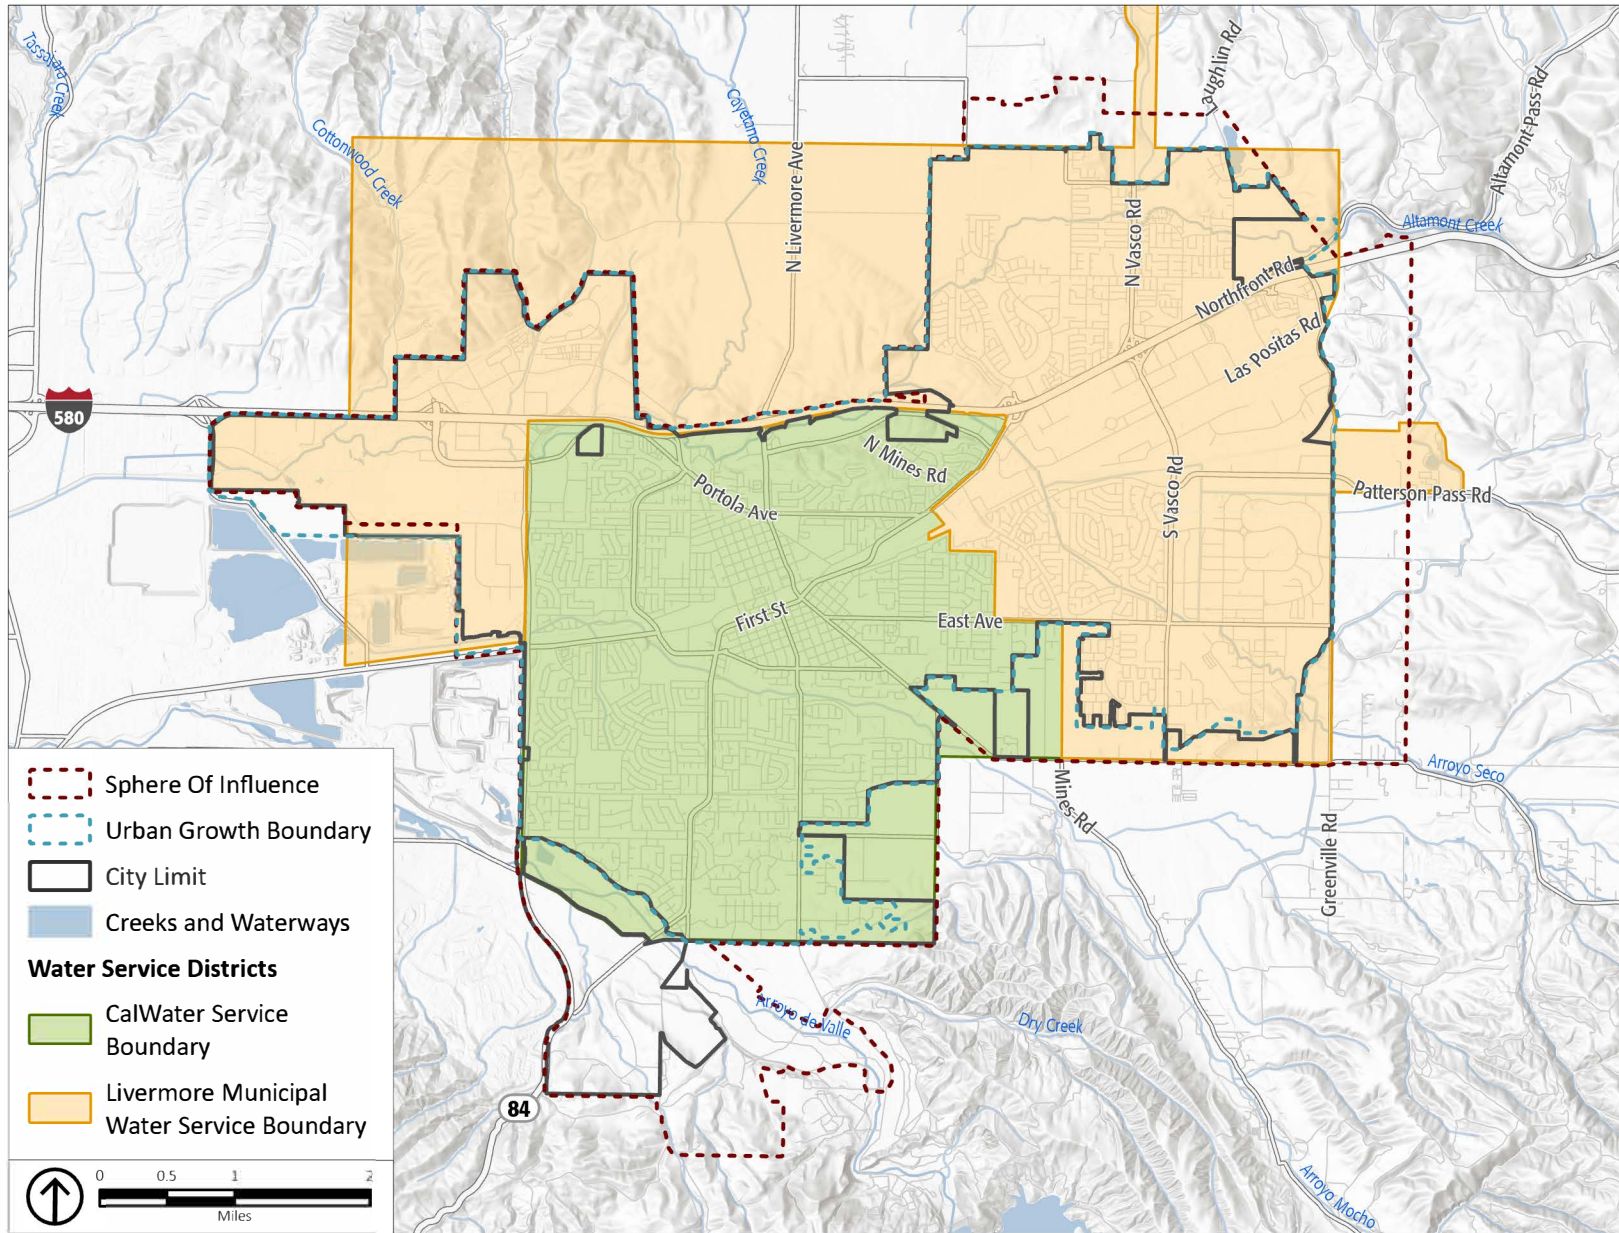 Tassajara Creek
Cottonwood Creek
Cayetano Creek
N Livermore Ave
aughlin Rd
Altamont Pass Rd
Altamont Creek
N Vasco Rd
Northfront Rd
Las Positas Rd
580
N Mines Rd
Portola Ave
S Vasco Rd
Patterson Pass Rd
First St
East Ave
Mines Rd
Arroyo Seco
Greenville Rd
Arroyo de Valle
Dry Creek
84
Arroyo Mocho
Sphere Of Influence
Urban Growth Boundary
City Limit
Creeks and Waterways
Water Service Districts
CalWater Service
Boundary
Livermore Municipal
Water Service Boundary
0 0.5 1 2
Miles